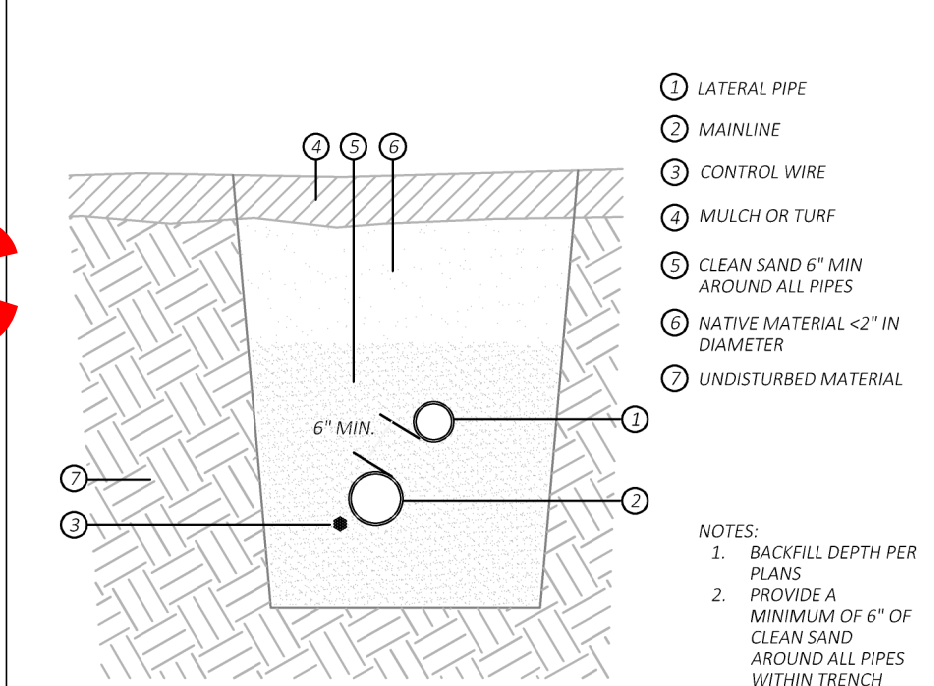 1 LATERAL PIPE
2 MAINLINE
3 CONTROL WIRE
4 5 6
4 MULCH OR TURF
5 CLEAN SAND 6" MIN
AROUND ALL PIPES
6 NATIVE MATERIAL <2" IN
DIAMETER
7 UNDISTURBED MATERIAL
6" MIN.
1
7
2
3
NOTES:
1. BACKFILL DEPTH PER
PLANS
2. PROVIDE A
MINIMUM OF 6" OF
CLEAN SAND
AROUND ALL PIPES
WITHIN TRENCH